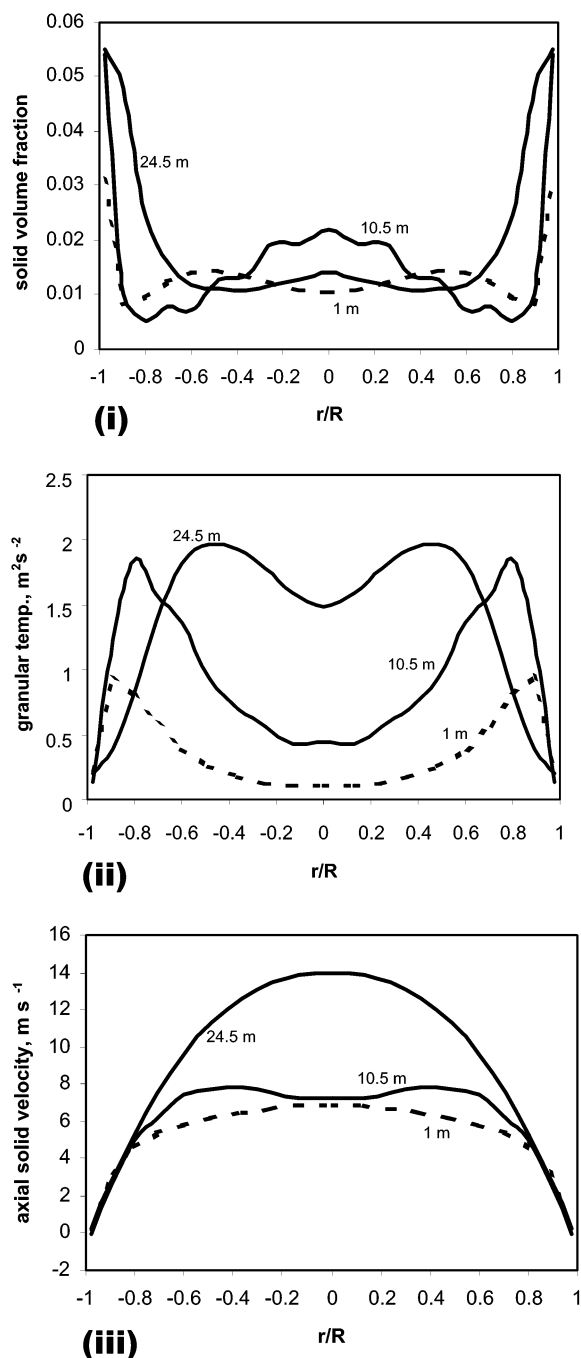 0.06
0.05
0.04
0.03
0.02
0.01
0
solid volume fraction
24.5 m
10.5 m
1 m
-1 -0.8 -0.6 -0.4 -0.2 0 0.2 0.4 0.6 0.8 1
r/R
(i)
2.5
2
1.5
1
0.5
0
granular temp., m²s⁻²
24.5 m
10.5 m
1 m
-1 -0.8 -0.6 -0.4 -0.2 0 0.2 0.4 0.6 0.8 1
r/R
(ii)
16
14
12
10
8
6
4
2
0
-2
axial solid velocity, m s ⁻¹
24.5 m
10.5 m
1 m
-1 -0.8 -0.6 -0.4 -0.2 0 0.2 0.4 0.6 0.8 1
r/R
(iii)